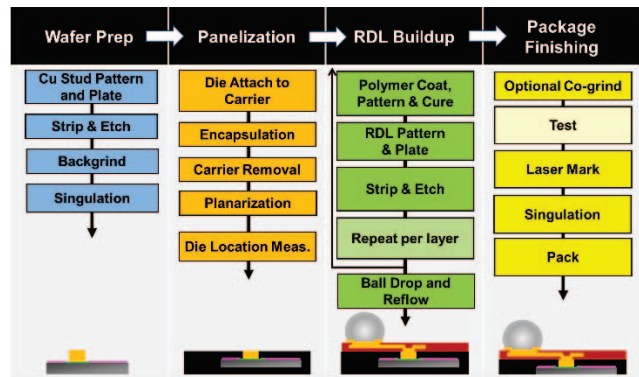 Wafer Prep
Panelization
RDL Buildup
Package
Finishing
Cu Stud Pattern
and Plate
Strip & Etch
Backgrind
Singulation
Die Attach to
Carrier
Encapsulation
Carrier Removal
Planarization
Die Location Meas.
Polymer Coat,
Pattern & Cure
RDL Pattern
& Plate
Strip & Etch
Repeat per layer
Ball Drop and
Reflow
Optional Co-grind
Test
Laser Mark
Singulation
Pack